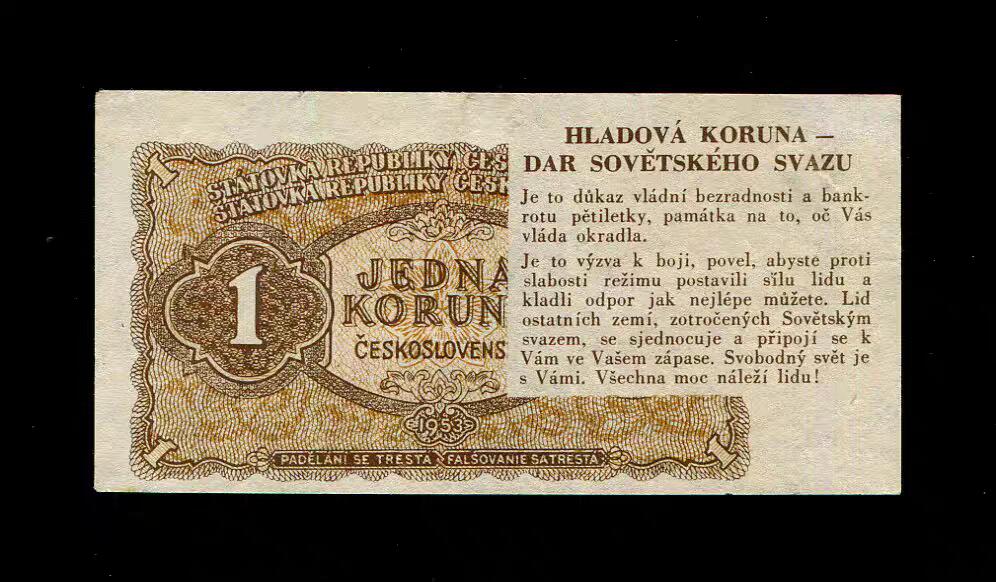 HLADOVÁ KORUNA –
DAR SOVĚTSKÉHO SVAZU
Je to důkaz vládní bezradnosti a bank-
rotu pětiletky, památka na to, oč Vás
vláda okradla.
Je to výzva k boji, povel, abyste proti
slabosti režimu postavili sílu lidu a
kladli odpor jak nejlépe můžete. Lid
ostatních zemí, zotročených Sovětským
svazem, se sjednocuje a připojí se k
Vám ve Vašem zápase. Svobodný svět je
s Vámi. Všechna moc náleží lidu!
1
STÁTOVKA REPUBLIKY ČES
ŠTÁTOVKA REPUBLIKY ČESK
1
JEDNA
KORUN
ČESKOSLOVENS
1953
1
PADĚLÁNÍ SE TRESTÁ FALŠOVANIE SA TRESTÁ
1